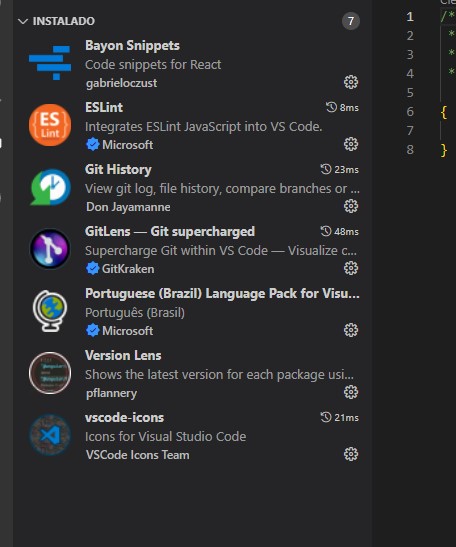 INSTALADO 7
Bayon Snippets
Code snippets for React
gabrieloczust
ES
Lint
ESLint 8ms
Integrates ESLint JavaScript into VS Code.
Microsoft
Git History 23ms
View git log, file history, compare branches or ...
Don Jayamanne
GitLens — Git supercharged 48ms
Supercharge Git within VS Code — Visualize c...
GitKraken
Portuguese (Brazil) Language Pack for Visu...
Português (Brasil)
Microsoft
Version Lens
Shows the latest version for each package usi...
pflannery
vscode-icons 21ms
Icons for Visual Studio Code
VSCode Icons Team
1 /*
2 *
3 *
4 *
5
6 {
7
8 }